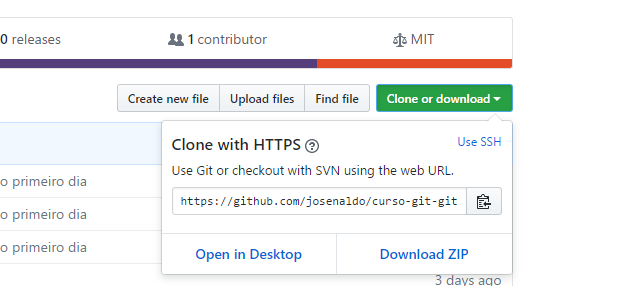 0 releases
1 contributor
MIT
Create new file
Upload files
Find file
Clone or download
Clone with HTTPS
Use SSH
Use Git or checkout with SVN using the web URL.
https://github.com/josenaldo/curso-git-git
o primeiro dia
o primeiro dia
o primeiro dia
Open in Desktop
Download ZIP
3 days ago